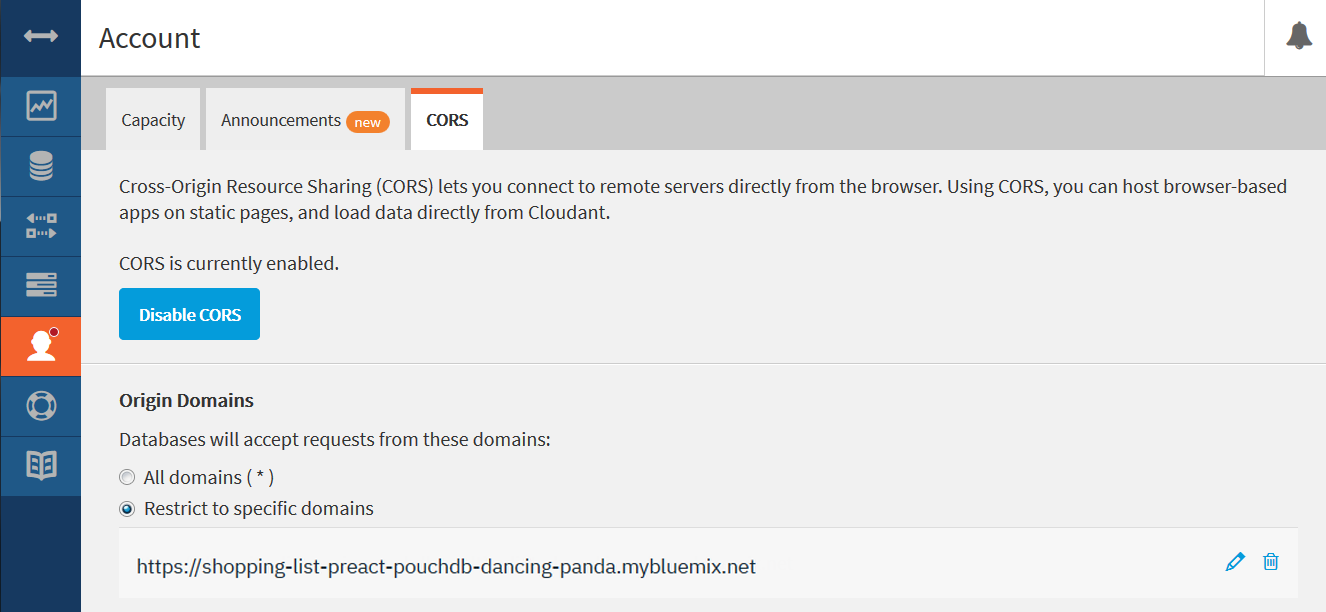 Account
Capacity
Announcements new
CORS
Cross-Origin Resource Sharing (CORS) lets you connect to remote servers directly from the browser. Using CORS, you can host browser-based
apps on static pages, and load data directly from Cloudant.
CORS is currently enabled.
Disable CORS
Origin Domains
Databases will accept requests from these domains:
All domains ( * )
Restrict to specific domains
https://shopping-list-preact-pouchdb-dancing-panda.mybluemix.net